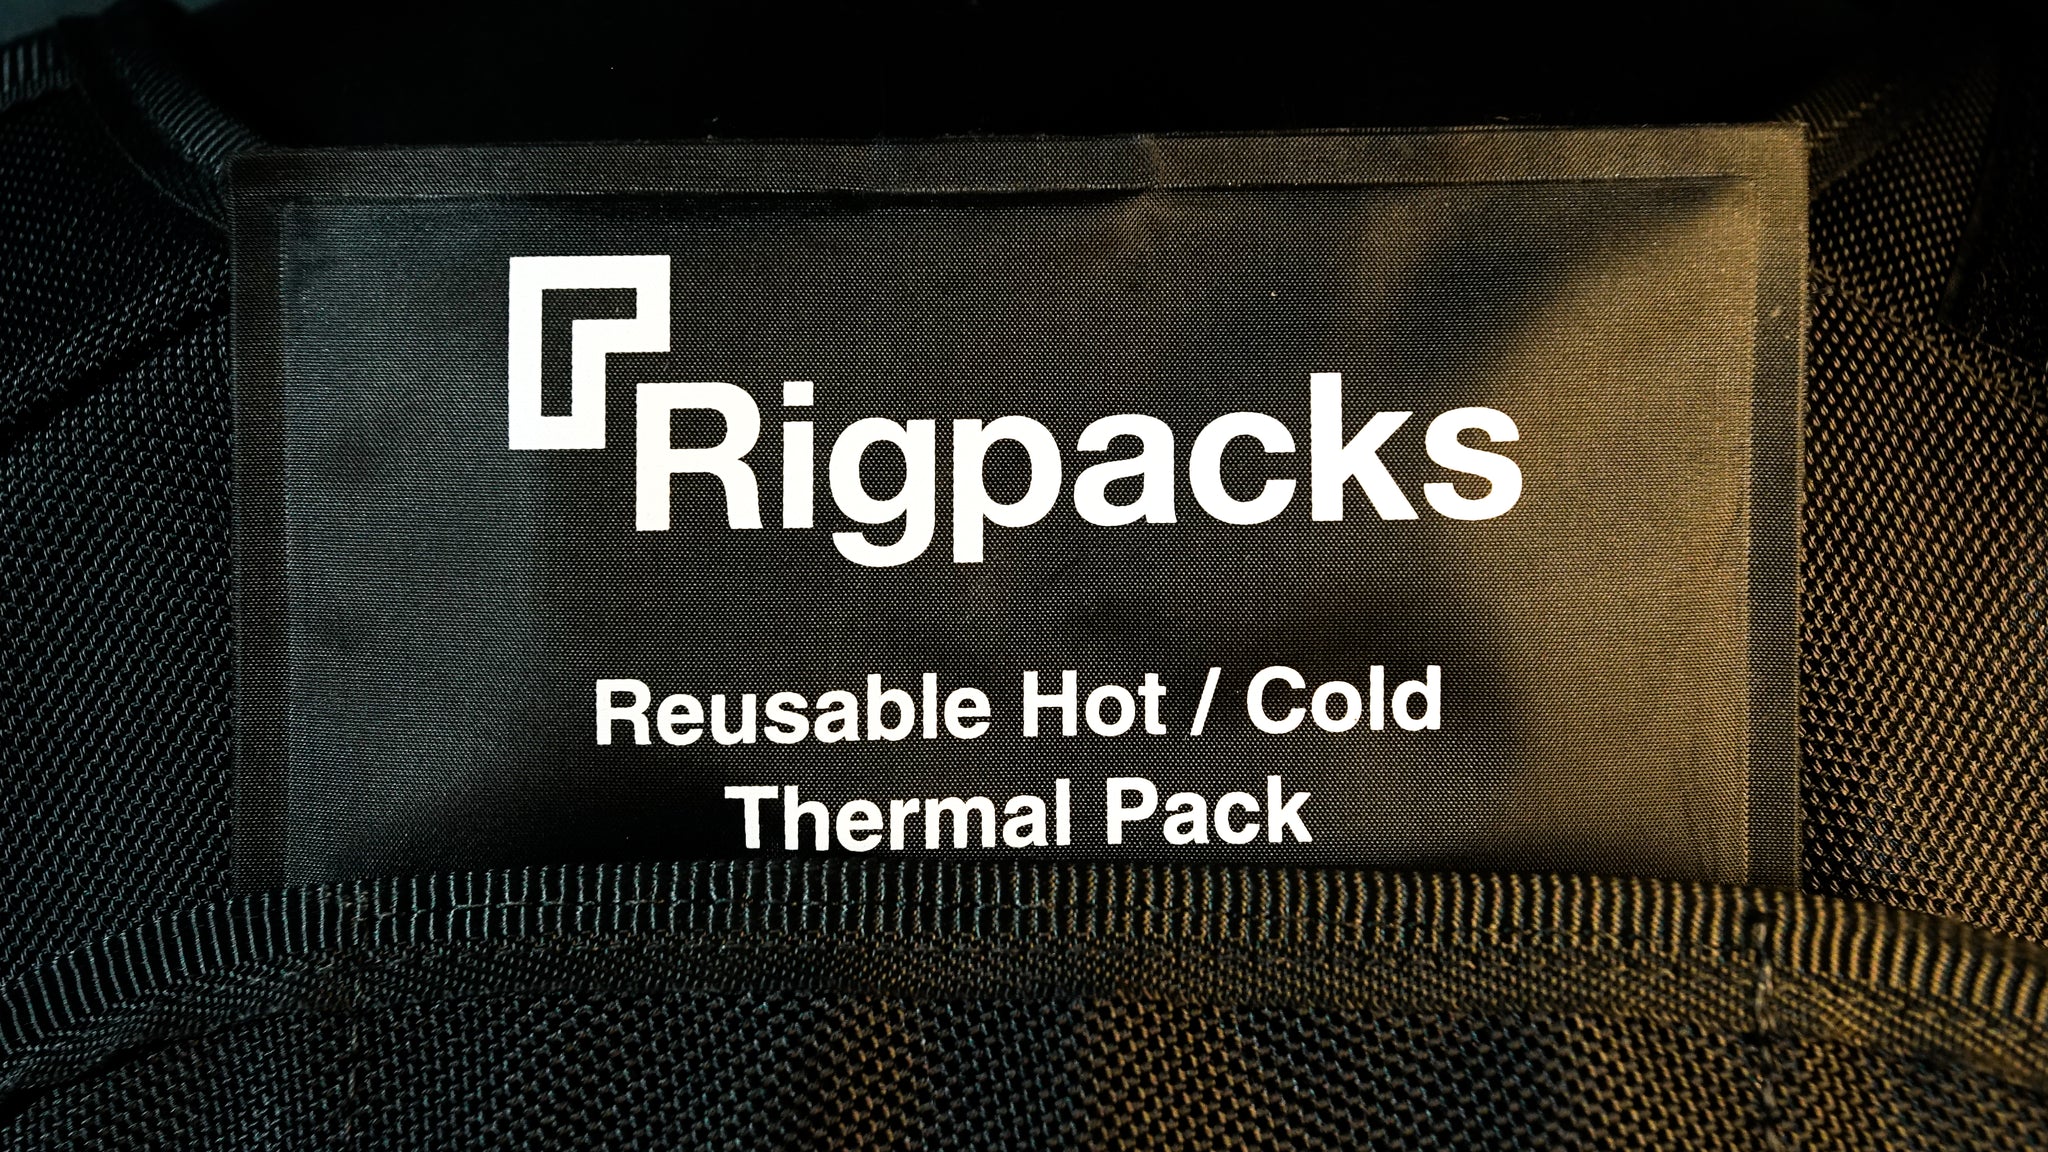 Rigpacks
Reusable Hot / Cold
Thermal Pack